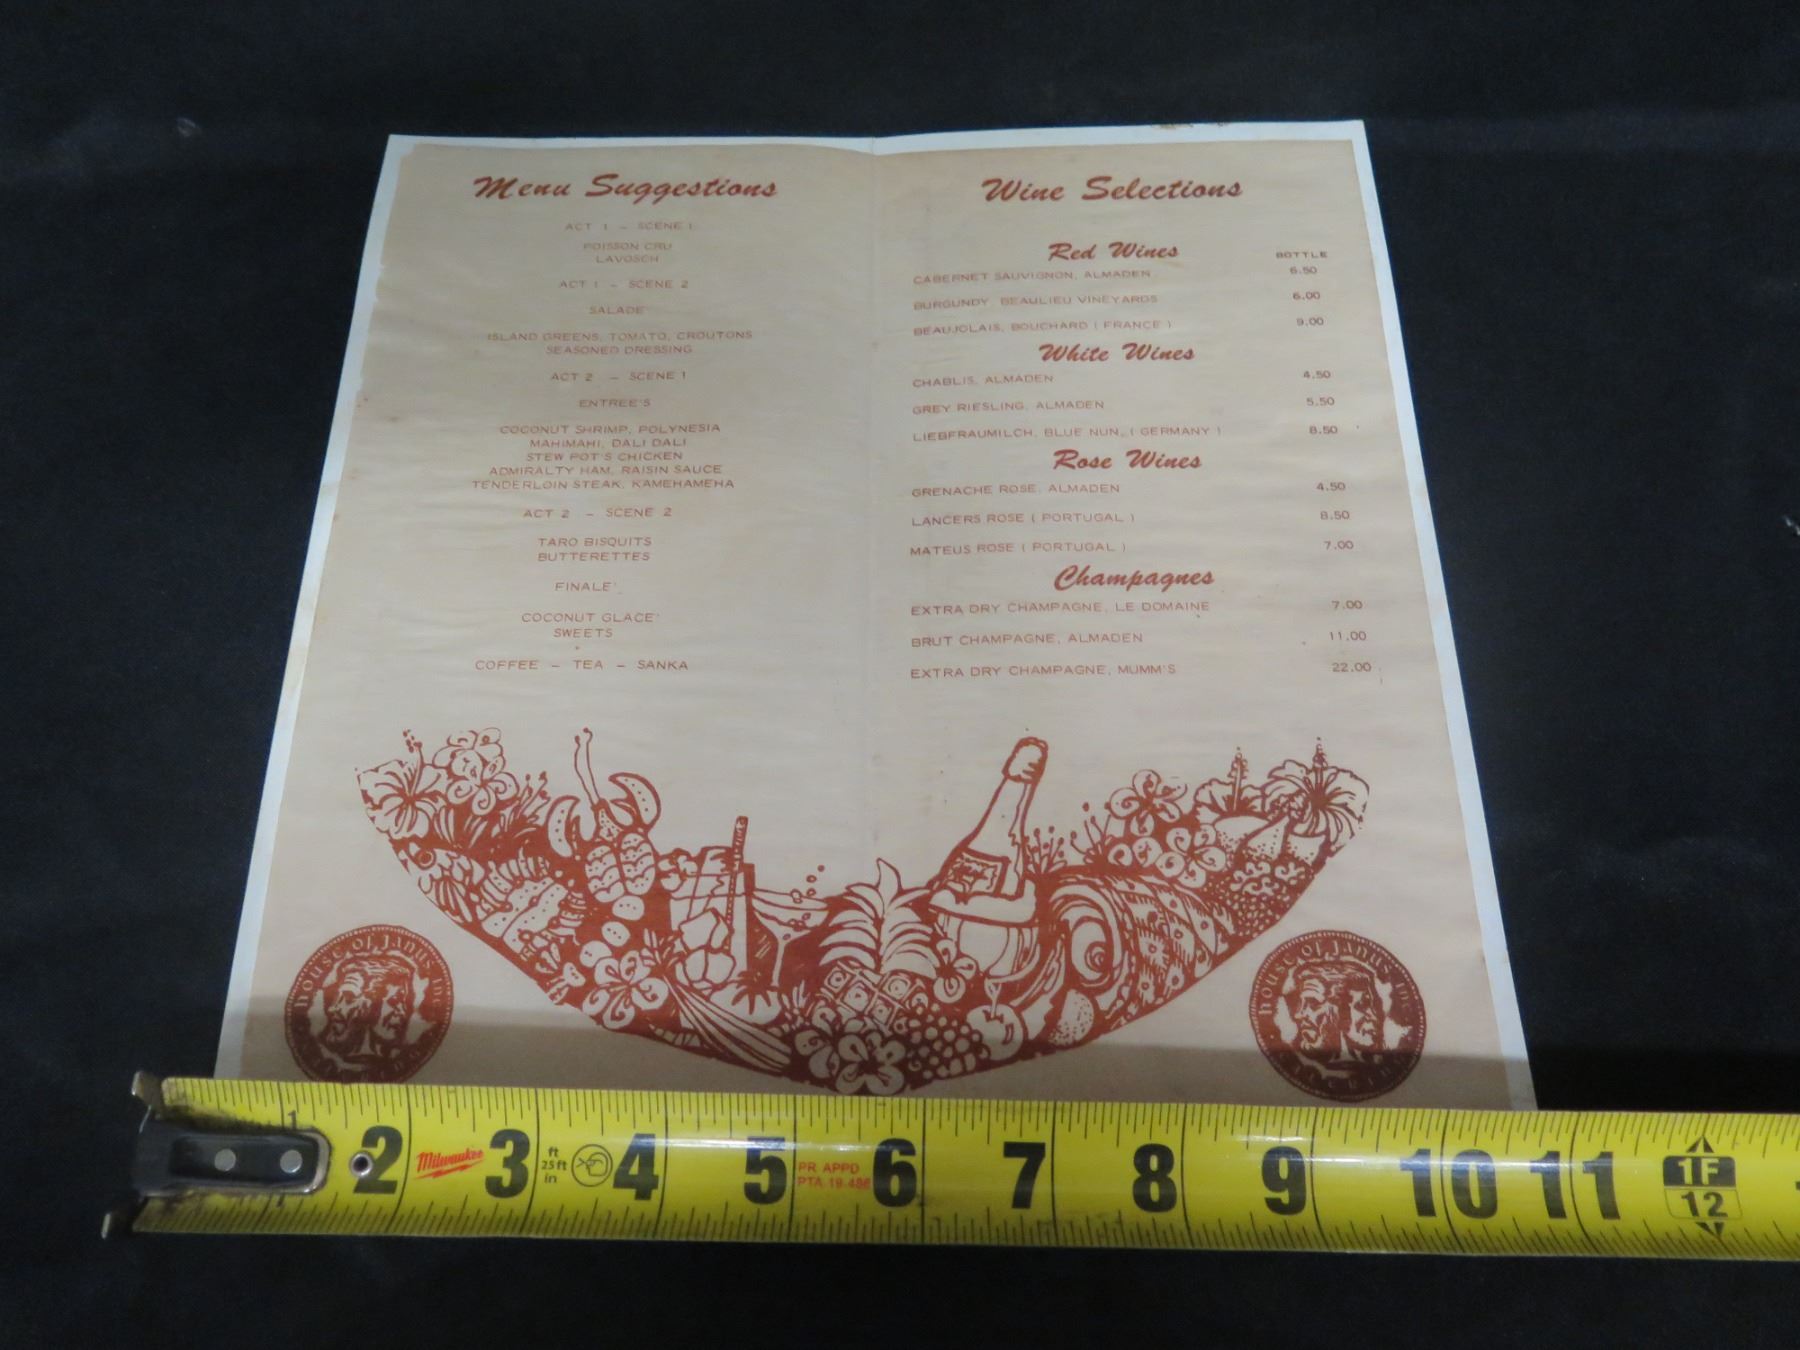 Menu Suggestions
ACT 1 - SCENE 1
POISSON CRU
LAVOSCH
ACT 1 - SCENE 2
SALADE
ISLAND GREENS, TOMATO, CROUTONS
SEASONED DRESSING
ACT 2 - SCENE 1
ENTREE'S
COCONUT SHRIMP, POLYNESIA
MAHIMAHI, DALI DALI
STEW POT'S CHICKEN
ADMIRALTY HAM, RAISIN SAUCE
TENDERLOIN STEAK, KAMEHAMEHA
ACT 2 - SCENE 2
TARO BISQUITS
BUTTERETTES
FINALE'
COCONUT GLACE'
SWEETS
COFFEE - TEA - SANKA
Wine Selections
Red Wines BOTTLE
CABERNET SAUVIGNON, ALMADEN 6.50
BURGUNDY, BEAULIEU VINEYARDS 6.00
BEAUJOLAIS, BOUCHARD ( FRANCE ) 9.00
White Wines
CHABLIS, ALMADEN 4.50
GREY RIESLING, ALMADEN 5.50
LIEBFRAUMILCH, BLUE NUN, ( GERMANY ) 8.50
Rose Wines
GRENACHE ROSE, ALMADEN 4.50
LANCERS ROSE ( PORTUGAL ) 8.50
MATEUS ROSE ( PORTUGAL ) 7.00
Champagnes
EXTRA DRY CHAMPAGNE, LE DOMAINE 7.00
BRUT CHAMPAGNE, ALMADEN 11.00
EXTRA DRY CHAMPAGNE, MUMM'S 22.00
house of Janus inc.
CATERING
house of Janus inc.
CATERING
1 2 Milwaukee 3 ft 25 ft in 4 5 PR APPD PTA 19-486 6 7 8 9 10 11 1F 12
1